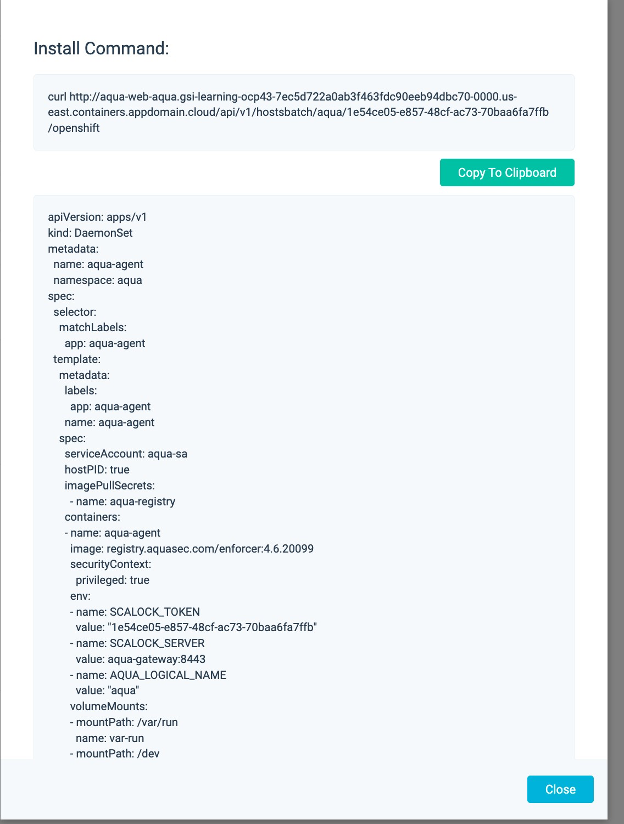 Install Command:
curl http://aqua-web-aqua.gsi-learning-ocp43-7ec5d722a0ab3f463fdc90eeb94dbc70-0000.us-
east.containers.appdomain.cloud/api/v1/hostsbatch/aqua/1e54ce05-e857-48cf-ac73-70baa6fa7ffb
/openshift
Copy To Clipboard
apiVersion: apps/v1
kind: DaemonSet
metadata:
  name: aqua-agent
  namespace: aqua
spec:
  selector:
    matchLabels:
      app: aqua-agent
  template:
    metadata:
      labels:
        app: aqua-agent
      name: aqua-agent
    spec:
      serviceAccount: aqua-sa
      hostPID: true
      imagePullSecrets:
        - name: aqua-registry
      containers:
      - name: aqua-agent
        image: registry.aquasec.com/enforcer:4.6.20099
        securityContext:
          privileged: true
        env:
        - name: SCALOCK_TOKEN
          value: "1e54ce05-e857-48cf-ac73-70baa6fa7ffb"
        - name: SCALOCK_SERVER
          value: aqua-gateway:8443
        - name: AQUA_LOGICAL_NAME
          value: "aqua"
        volumeMounts:
        - mountPath: /var/run
          name: var-run
        - mountPath: /dev
Close